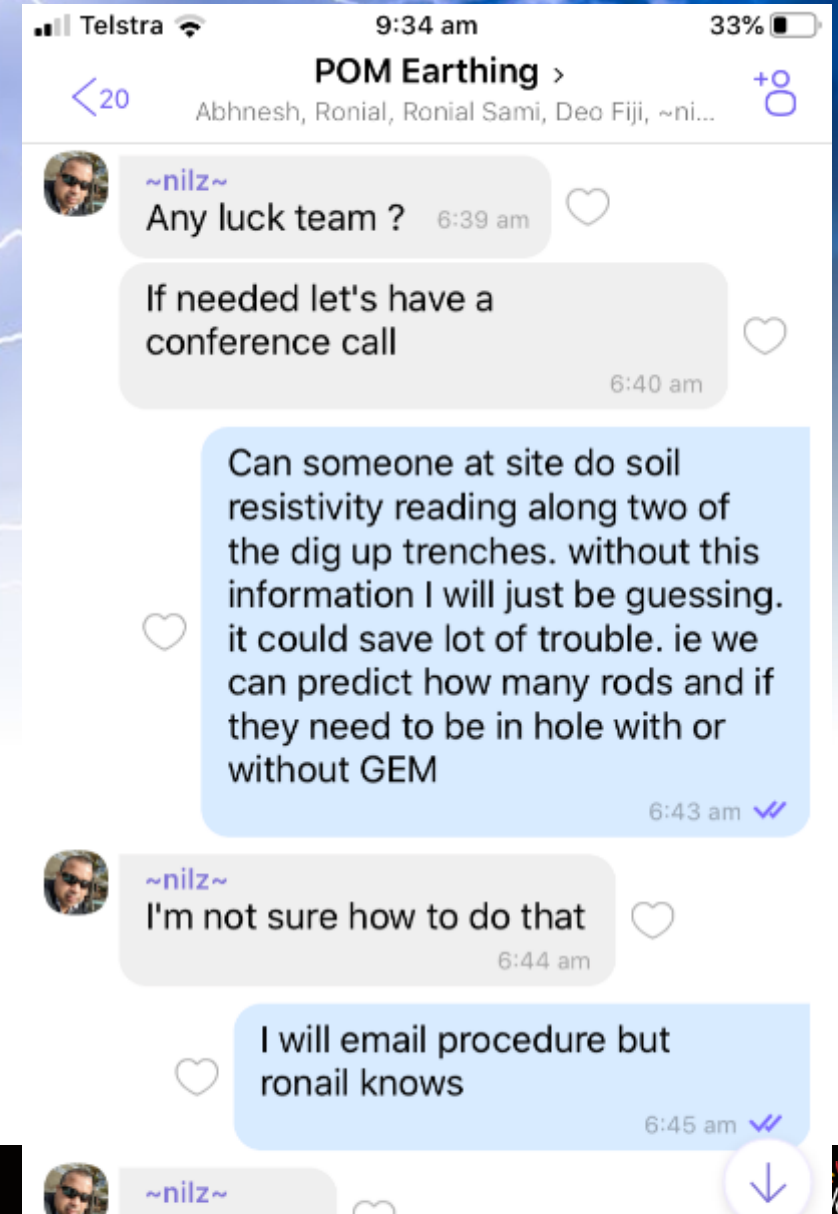 Telstra 9:34 am 33%
20 POM Earthing >
Abhnesh, Ronial, Ronial Sami, Deo Fiji, ~ni...
~nilz~
Any luck team ? 6:39 am
If needed let's have a
conference call
6:40 am
Can someone at site do soil
resistivity reading along two of
the dig up trenches. without this
information I will just be guessing.
it could save lot of trouble. ie we
can predict how many rods and if
they need to be in hole with or
without GEM
6:43 am
~nilz~
I'm not sure how to do that
6:44 am
I will email procedure but
ronail knows
6:45 am
~nilz~